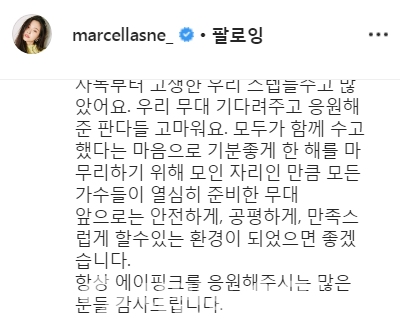 marcellasne_ • 팔로잉
사녹부터 고생한 우리 스텝들수고 많
았어요. 우리 무대 기다려주고 응원해
준 판다들 고마워요. 모두가 함께 수고
했다는 마음으로 기분좋게 한 해를 마
무리하기 위해 모인 자리인 만큼 모든
가수들이 열심히 준비한 무대
앞으로는 안전하게, 공평하게, 만족스
럽게 할수있는 환경이 되었으면 좋겠
습니다.
항상 에이핑크를 응원해주시는 많은
분들 감사드립니다.